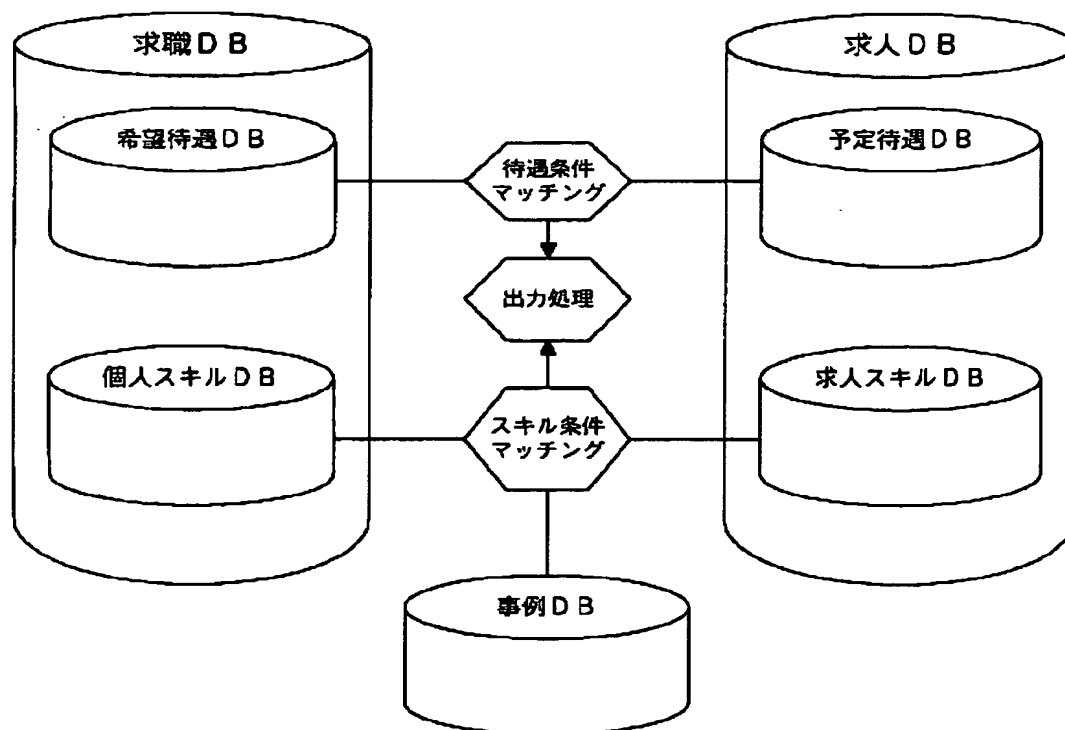 求職ＤＢ
求人ＤＢ
希望待遇ＤＢ
待遇条件
マッチング
予定待遇ＤＢ
出力処理
個人スキルＤＢ
スキル条件
マッチング
求人スキルＤＢ
事例ＤＢ